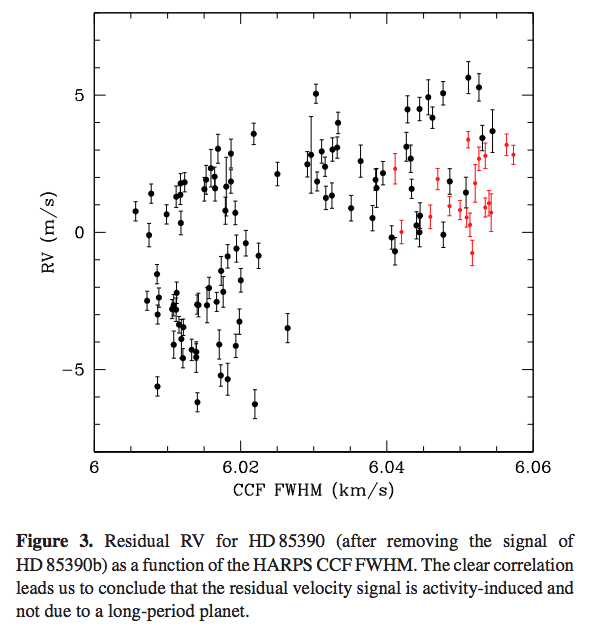 5
0
−5
RV (m/s)
6
6.02
6.04
6.06
CCF FWHM (km/s)
Figure 3. Residual RV for HD 85390 (after removing the signal of
HD 85390b) as a function of the HARPS CCF FWHM. The clear correlation
leads us to conclude that the residual velocity signal is activity-induced and
not due to a long-period planet.